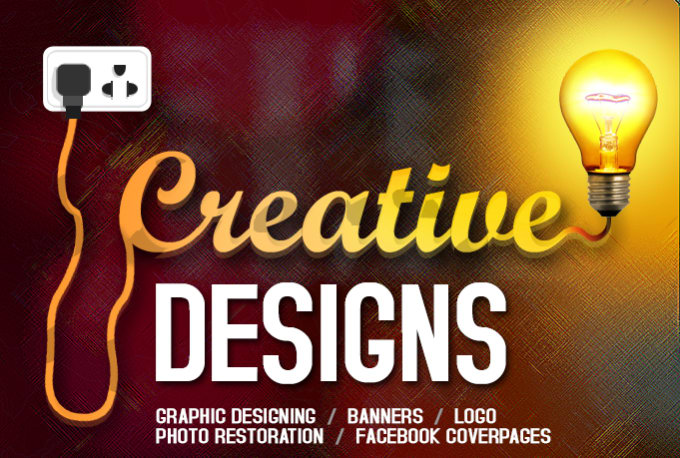 Creative
DESIGNS
GRAPHIC DESIGNING / BANNERS / LOGO
PHOTO RESTORATION / FACEBOOK COVERPAGES